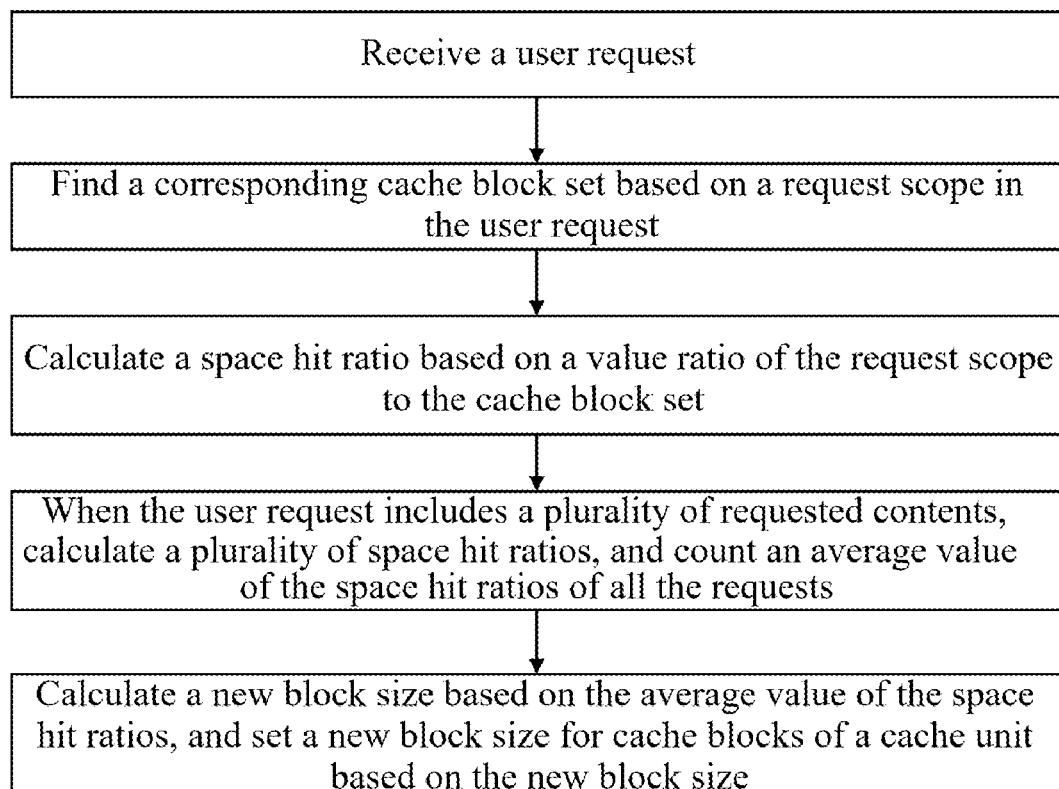 Receive a user request
Find a corresponding cache block set based on a request scope in
the user request
Calculate a space hit ratio based on a value ratio of the request scope
to the cache block set
When the user request includes a plurality of requested contents,
calculate a plurality of space hit ratios, and count an average value
of the space hit ratios of all the requests
Calculate a new block size based on the average value of the space
hit ratios, and set a new block size for cache blocks of a cache unit
based on the new block size